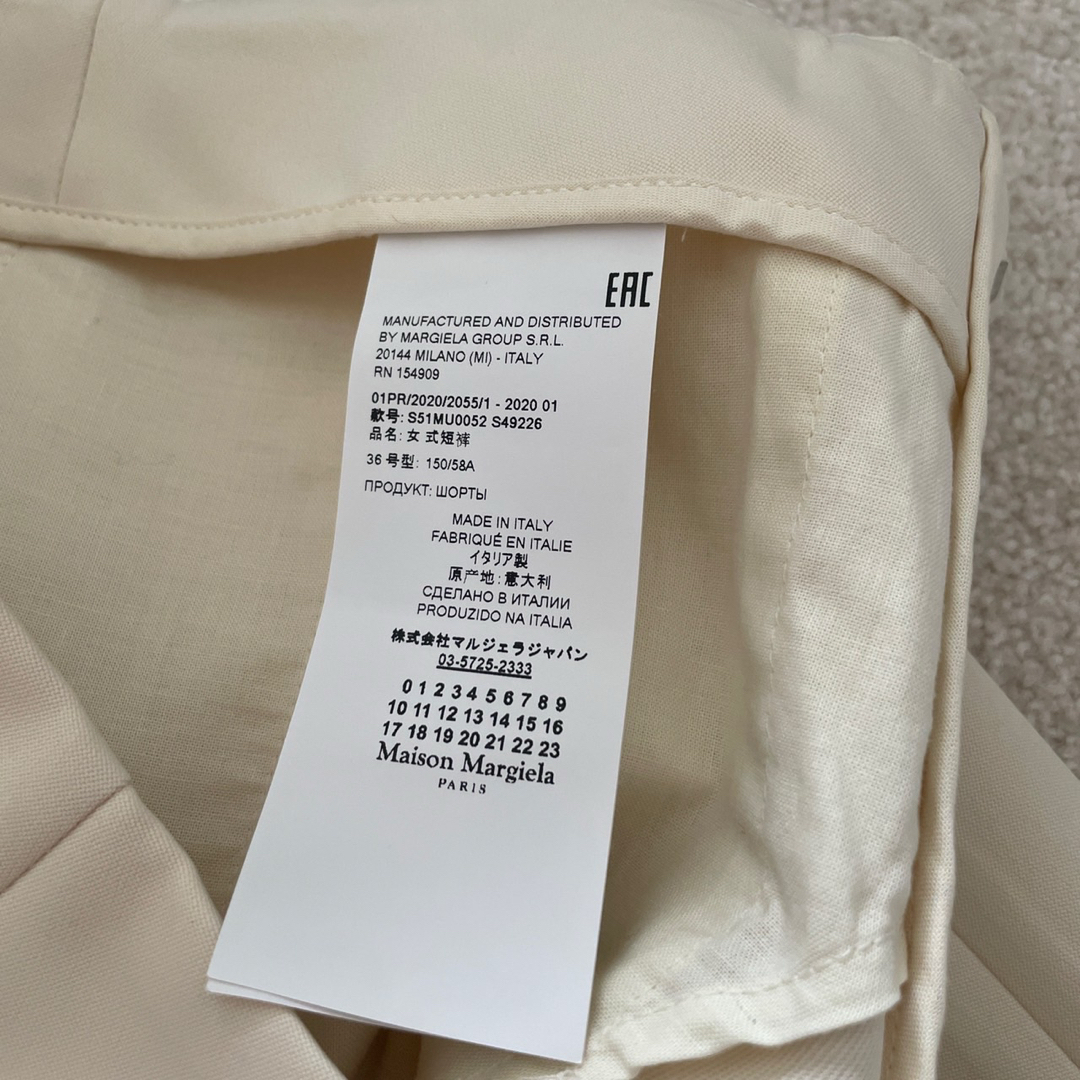 EAC
MANUFACTURED AND DISTRIBUTED
BY MARGIELA GROUP S.R.L.
20144 MILANO (MI) - ITALY
RN 154909
01PR/2020/2055/1 - 2020 01
款号: S51MU0052 S49226
品名: 女式短裤
36 号型: 150/58A
ПРОДУКТ: ШОРТЫ
MADE IN ITALY
FABRIQUÉ EN ITALIE
イタリア製
原产地: 意大利
СДЕЛАНО В ИТАЛИИ
PRODUZIDO NA ITALIA
株式会社マルジェラジャパン
03-5725-2333
0 1 2 3 4 5 6 7 8 9
10 11 12 13 14 15 16
17 18 19 20 21 22 23
Maison Margiela
PARIS